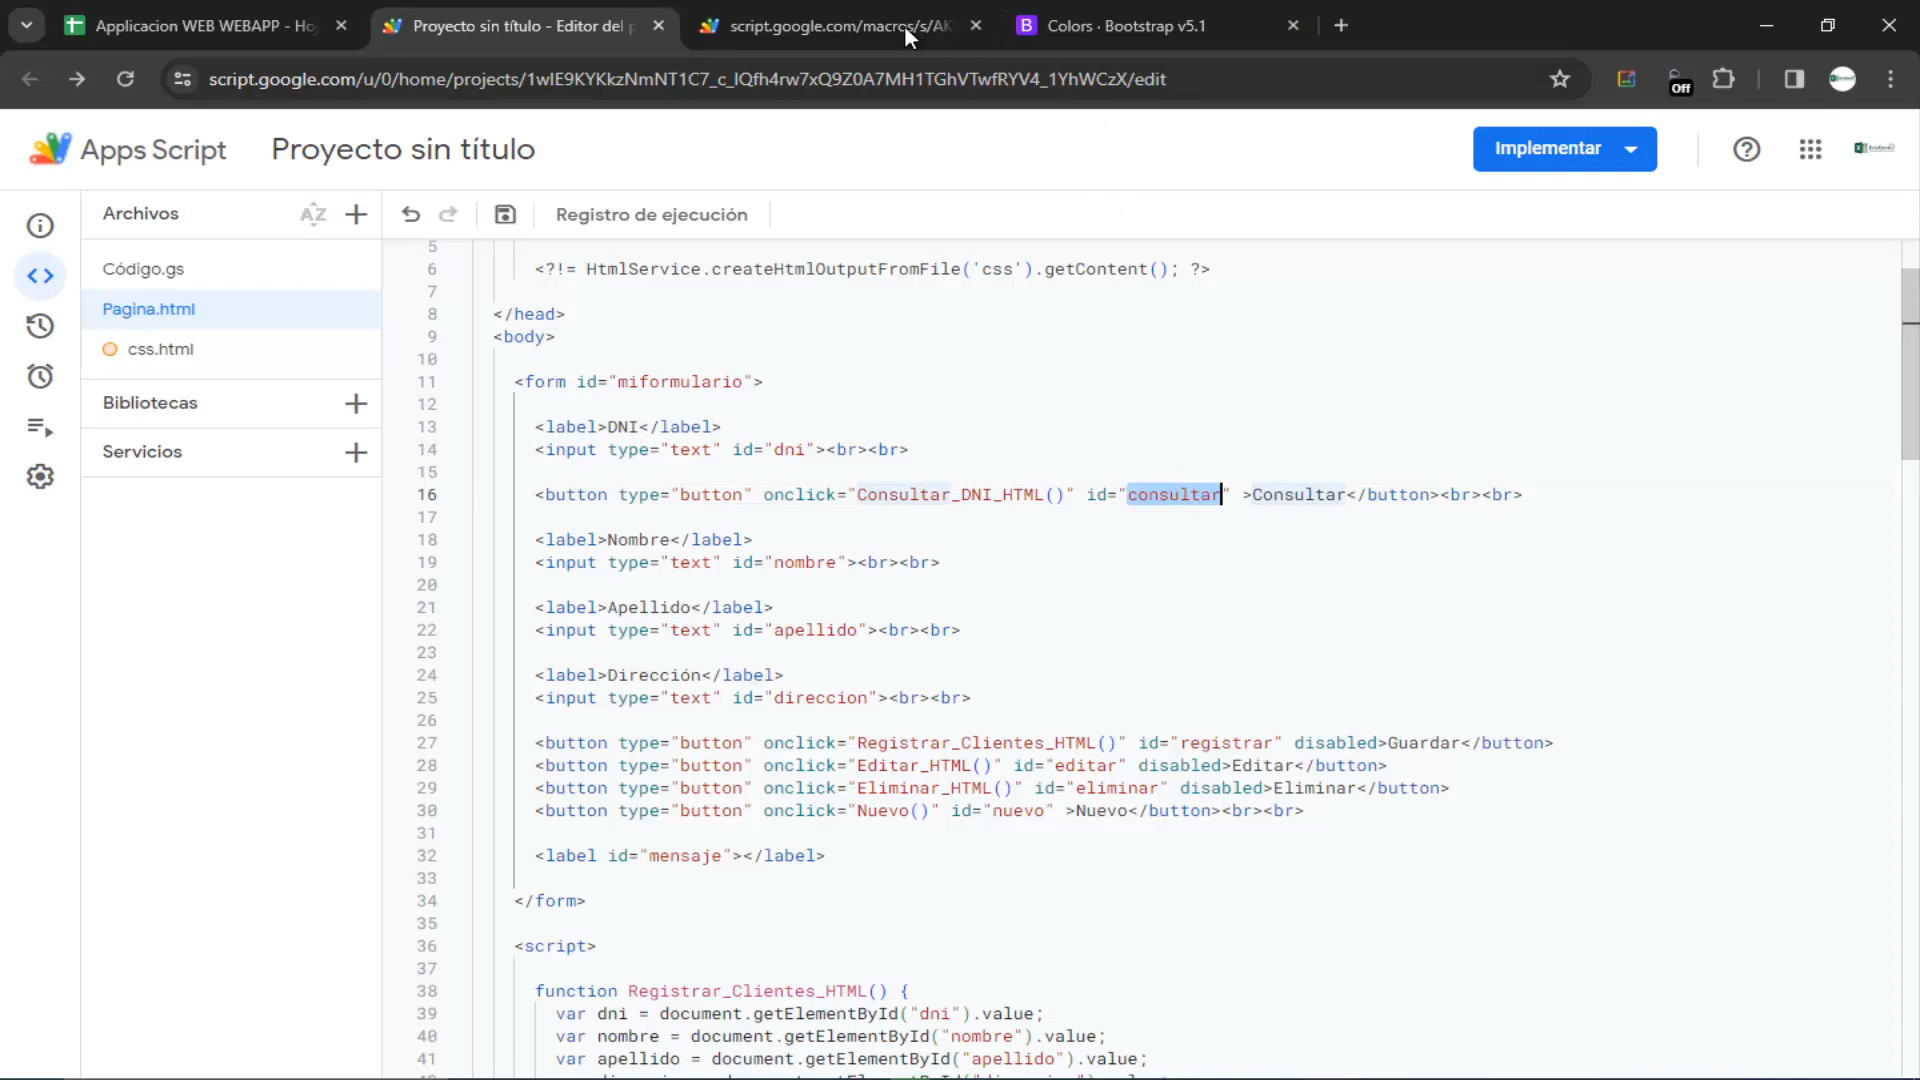 Applicacion WEB WEBAPP - Ho
Proyecto sin título - Editor del p
script.google.com/macros/s/AK
B Colors · Bootstrap v5.1
script.google.com/u/0/home/projects/1wIE9KYKkzNmNT1C7_c_IQfh4rw7xQ9Z0A7MH1TGhVTwfRYV4_1YhWCzX/edit
Off
Apps Script
Proyecto sin título
Implementar
Archivos
AZ
Registro de ejecución
Código.gs
Pagina.html
css.html
Bibliotecas
Servicios
5
6 <?!= HtmlService.createHtmlOutputFromFile('css').getContent(); ?>
7
8 </head>
9 <body>
10
11 <form id="miformulario">
12
13 <label>DNI</label>
14 <input type="text" id="dni"><br><br>
15
16 <button type="button" onclick="Consultar_DNI_HTML()" id="consultar" >Consultar</button><br><br>
17
18 <label>Nombre</label>
19 <input type="text" id="nombre"><br><br>
20
21 <label>Apellido</label>
22 <input type="text" id="apellido"><br><br>
23
24 <label>Dirección</label>
25 <input type="text" id="direccion"><br><br>
26
27 <button type="button" onclick="Registrar_Clientes_HTML()" id="registrar" disabled>Guardar</button>
28 <button type="button" onclick="Editar_HTML()" id="editar" disabled>Editar</button>
29 <button type="button" onclick="Eliminar_HTML()" id="eliminar" disabled>Eliminar</button>
30 <button type="button" onclick="Nuevo()" id="nuevo" >Nuevo</button><br><br>
31
32 <label id="mensaje"></label>
33
34 </form>
35
36 <script>
37
38 function Registrar_Clientes_HTML() {
39 var dni = document.getElementById("dni").value;
40 var nombre = document.getElementById("nombre").value;
41 var apellido = document.getElementById("apellido").value;